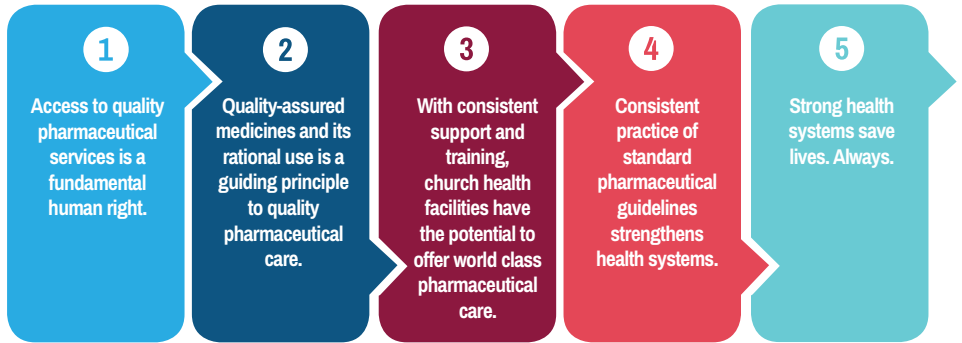 1
Access to quality
pharmaceutical
services is a
fundamental
human right.
2
Quality-assured
medicines and its
rational use is a
guiding principle
to quality
pharmaceutical
care.
3
With consistent
support and
training,
church health
facilities have
the potential to
offer world class
pharmaceutical
care.
4
Consistent
practice of
standard
pharmaceutical
guidelines
strengthens
health systems.
5
Strong health
systems save
lives. Always.